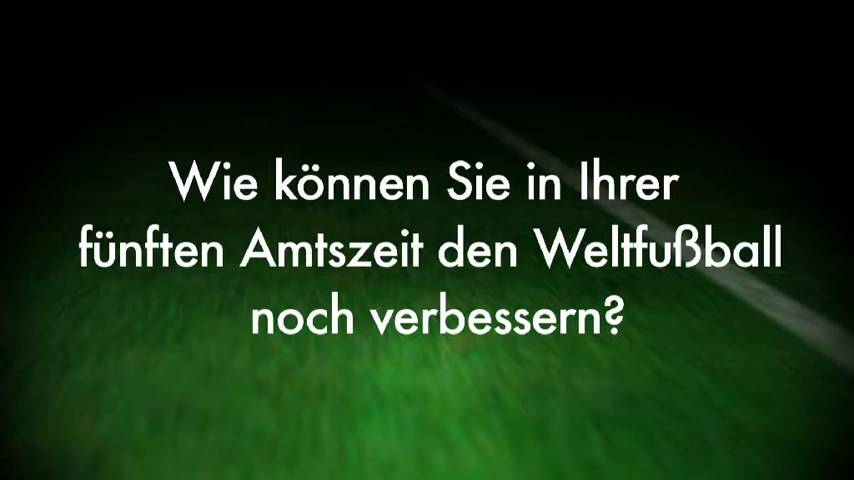 Wie können Sie in Ihrer
fünften Amtszeit den Weltfußball
noch verbessern?